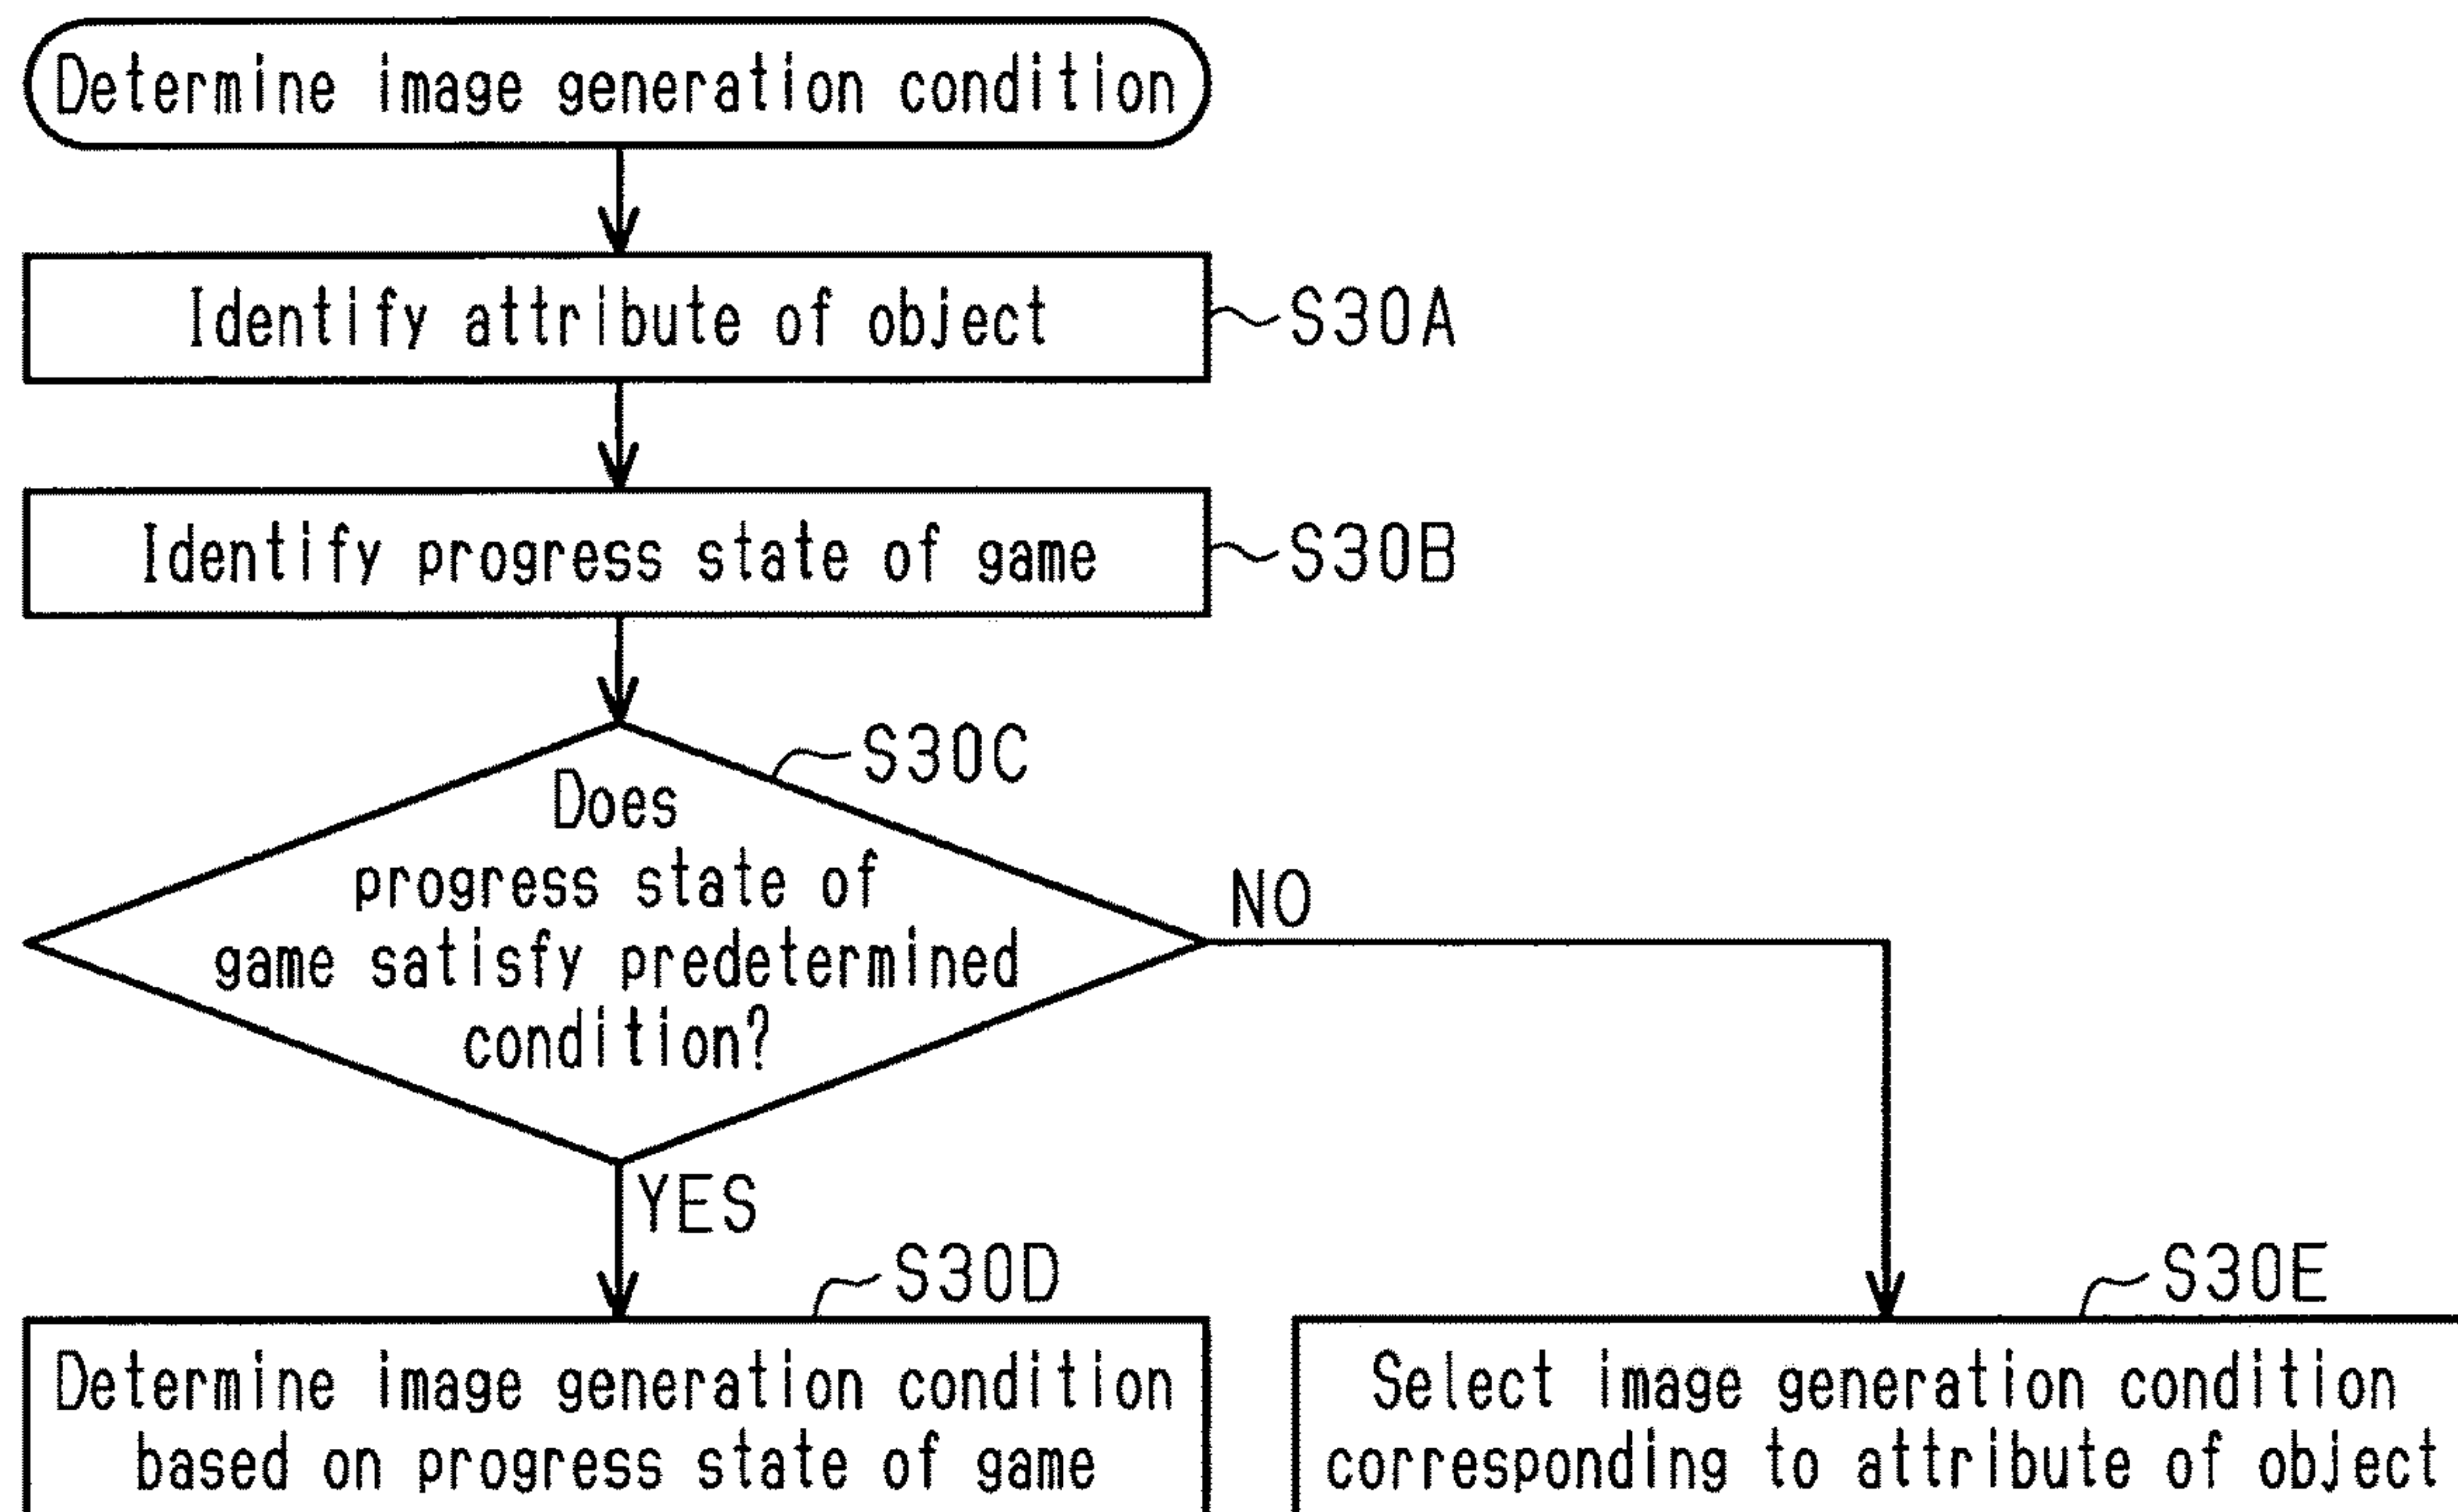 Determine image generation condition
Identify attribute of object
S30A
Identify progress state of game
S30B
S30C
Does
progress state of
game satisfy predetermined
condition?
NO
YES
S30D
Determine image generation condition
based on progress state of game
S30E
Select image generation condition
corresponding to attribute of object